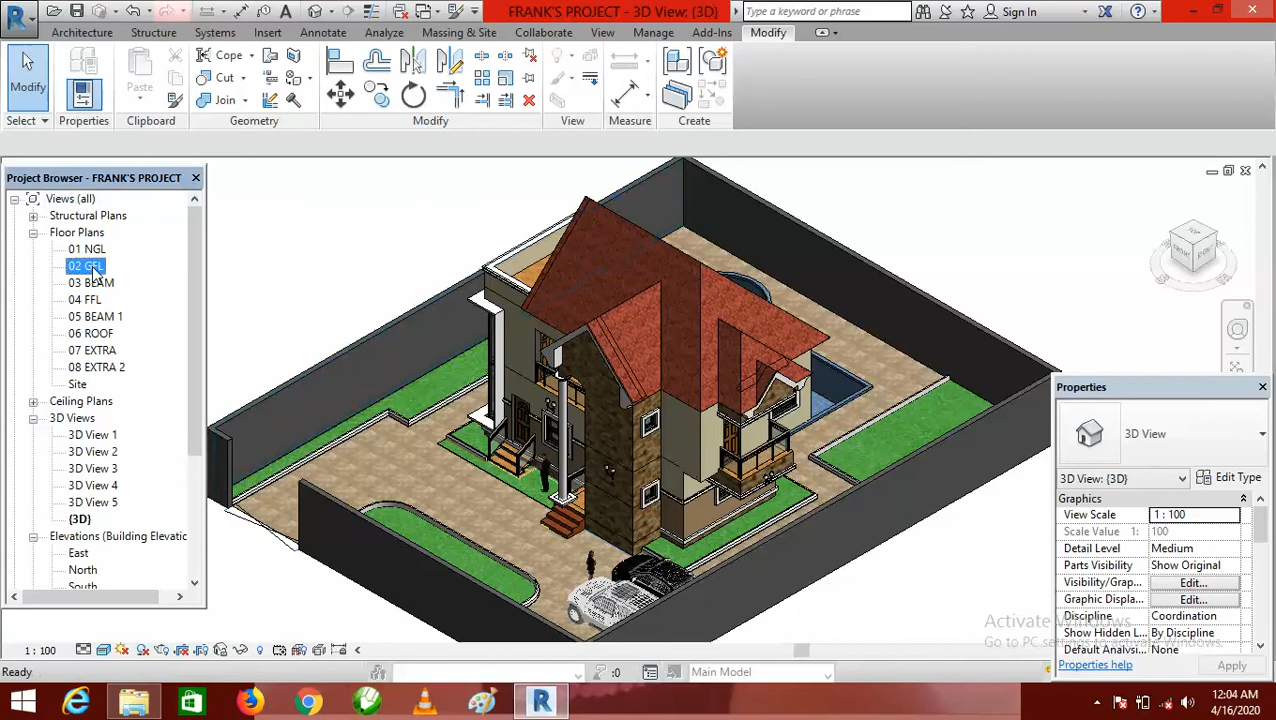 FRANK'S PROJECT - 3D View: {3D}
Type a keyword or phrase
Sign In
Architecture Structure Systems Insert Annotate Analyze Massing & Site Collaborate View Manage Add-Ins Modify
Modify
Paste
Cope
Cut
Join
Select Properties Clipboard Geometry Modify View Measure Create
Project Browser - FRANK'S PROJECT
Views (all)
Structural Plans
Floor Plans
01 NGL
02 GFL
03 BEAM
04 FFL
05 BEAM 1
06 ROOF
07 EXTRA
08 EXTRA 2
Site
Ceiling Plans
3D Views
3D View 1
3D View 2
3D View 3
3D View 4
3D View 5
{3D}
Elevations (Building Elevatic
East
North
South
TOP
FRONT
Properties
3D View
3D View: {3D}
Edit Type
Graphics
View Scale 1 : 100
Scale Value 1: 100
Detail Level Medium
Parts Visibility Show Original
Visibility/Grap... Edit...
Graphic Displa... Edit...
Discipline Coordination
Show Hidden L... By Discipline
Default Analysi... None
Properties help
Apply
Activate Windows
Go to PC settings to activate Windows.
1 : 100
Ready
:0
Main Model
12:04 AM
4/16/2020